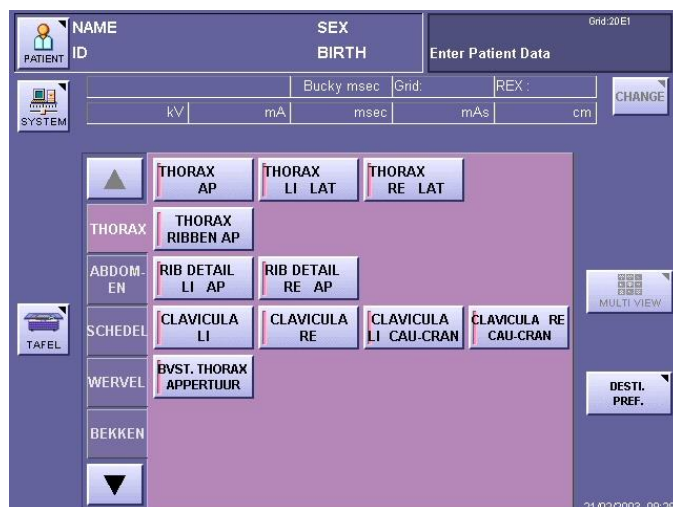 NAME
SEX
Grid:20E1
PATIENT
ID
BIRTH
Enter Patient Data
Bucky msec
Grid:
REX :
SYSTEM
kV
mA
msec
mAs
cm
CHANGE
THORAX
AP
THORAX
LI LAT
THORAX
RE LAT
THORAX
THORAX
RIBBEN AP
ABDOM-
EN
RIB DETAIL
LI AP
RIB DETAIL
RE AP
MULTI VIEW
TAFEL
SCHEDEL
CLAVICULA
LI
CLAVICULA
RE
CLAVICULA
LI CAU-CRAN
CLAVICULA RE
CAU-CRAN
WERVEL
BVST. THORAX
APPERTUUR
DESTI.
PREF.
BEKKEN